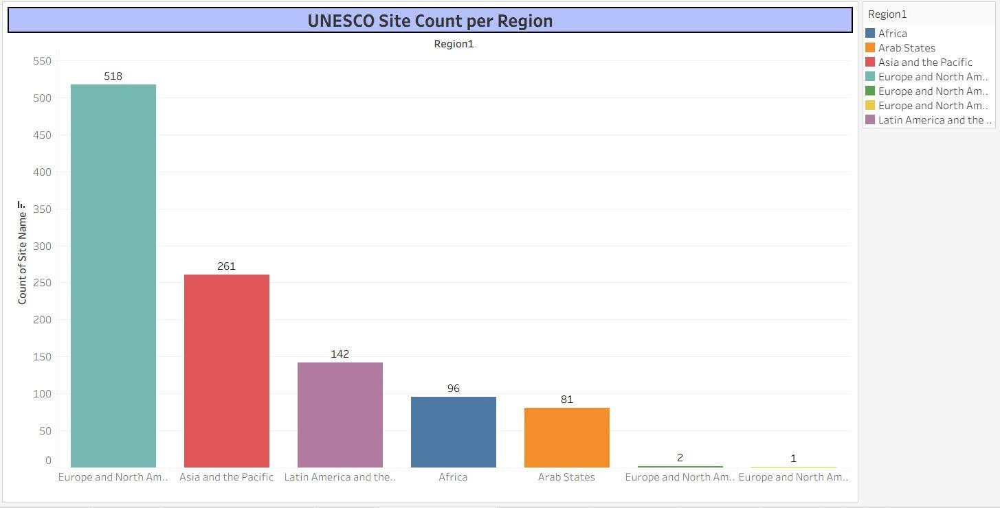 UNESCO Site Count per Region
Region1
Count of Site Name
550
500
450
400
350
300
250
200
150
100
50
0
518
261
142
96
81
2
1
Europe and North Am..
Asia and the Pacific
Latin America and the..
Africa
Arab States
Europe and North Am..
Europe and North Am..
Region1
Africa
Arab States
Asia and the Pacific
Europe and North Am..
Europe and North Am..
Europe and North Am..
Latin America and the ..